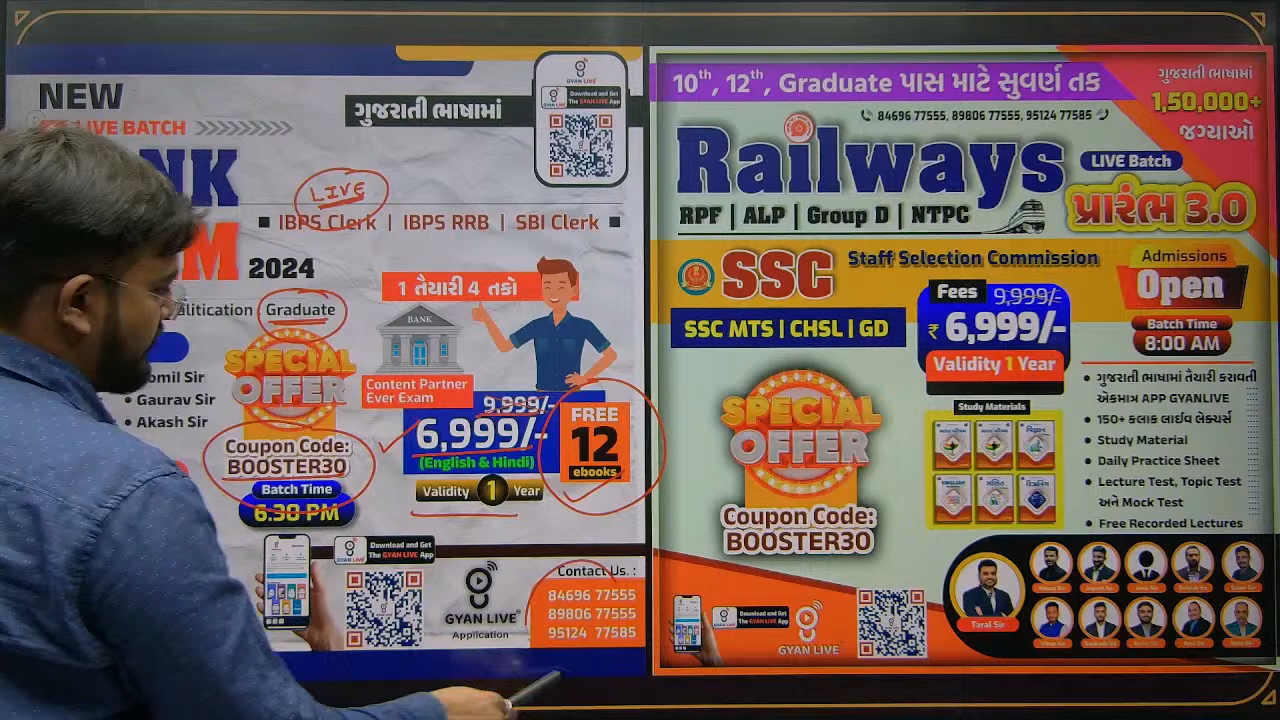 NEW
LIVE BATCH
ગુજરાતી ભાષામાં
GYAN LIVE
Download and Get
The GYAN LIVE App
NK
LIVE
IBPS Clerk | IBPS RRB | SBI Clerk
M 2024
1 તૈયારી 4 તકો
Graduate
BANK
SPECIAL
OFFER
Content Partner
Ever Exam
omil Sir
• Gaurav Sir
• Akash Sir
9,999/-
6,999/-
(English & Hindi)
FREE
12
ebooks
Coupon Code:
BOOSTER30
Validity 1 Year
Batch Time
6:30 PM
Download and Get
The GYAN LIVE App
GYAN LIVE
Application
Contact Us. :
84696 77555
89806 77555
95124 77585
10th, 12th, Graduate પાસ માટે સુવર્ણ તક
ગુજરાતી ભાષામાં
1,50,000+
જગ્યાઓ
84696 77555, 89806 77555, 95124 77585
Railways
LIVE Batch
પ્રારંભ 3.0
RPF | ALP | Group D | NTPC
SSC Staff Selection Commission
SSC MTS | CHSL | GD
Fees 9,999/-
₹ 6,999/-
Validity 1 Year
Admissions
Open
Batch Time
8:00 AM
SPECIAL
OFFER
Coupon Code:
BOOSTER30
Study Materials
• ગુજરાતી ભાષામાં તૈયારી કરાવતી
એકમાત્ર APP GYANLIVE
• 150+ કલાક લાઈવ લેક્ચર્સ
• Study Material
• Daily Practice Sheet
• Lecture Test, Topic Test
અને Mock Test
• Free Recorded Lectures
Download and Get
The GYAN LIVE App
GYAN LIVE
Taral Sir